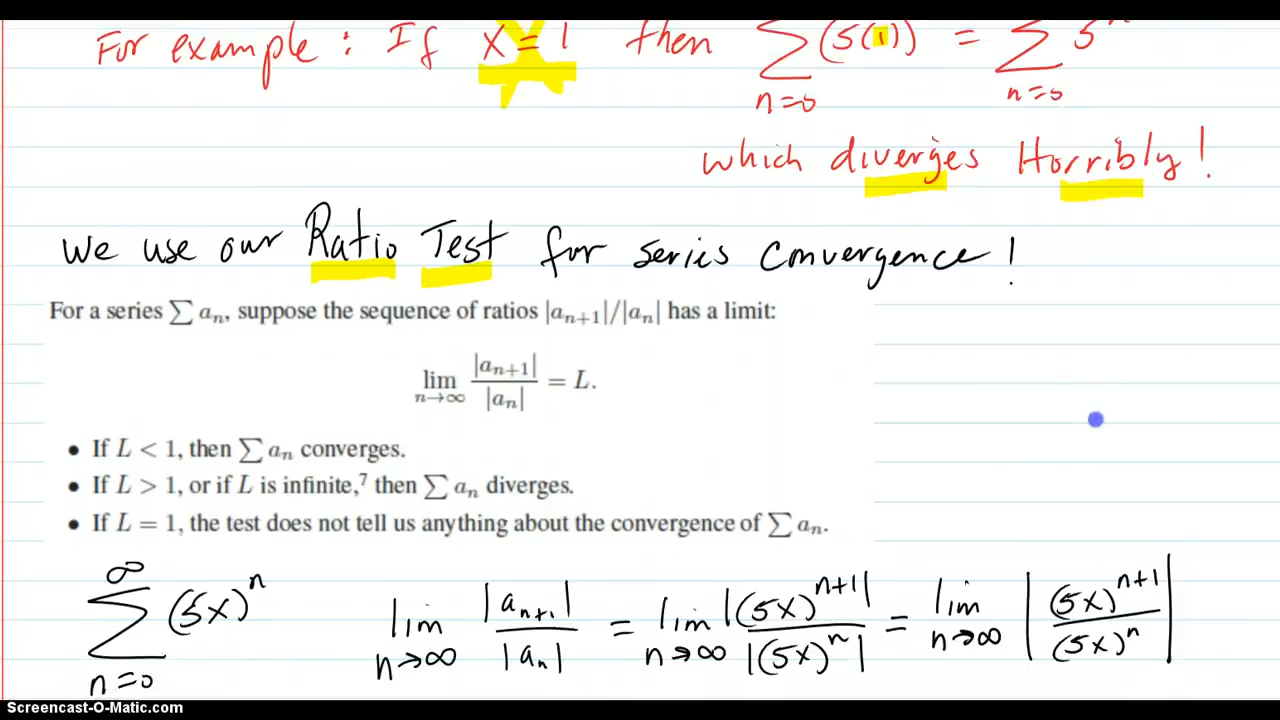 For example : If x = 1 then ∑ n=0 (5(1)) = ∑ n=0 5^n
which diverges Horribly!
We use our Ratio Test for series convergence!
For a series ∑ aₙ, suppose the sequence of ratios |aₙ₊₁|/|aₙ| has a limit:
lim n→∞ |aₙ₊₁| / |aₙ| = L.
• If L < 1, then ∑ aₙ converges.
• If L > 1, or if L is infinite,⁷ then ∑ aₙ diverges.
• If L = 1, the test does not tell us anything about the convergence of ∑ aₙ.
∞ ∑ n=0 (5x)^n lim n→∞ |aₙ₊₁| / |aₙ| = lim n→∞ |(5x)^{n+1}| / |(5x)^n| = lim n→∞ |(5x)^{n+1} / (5x)^n|
Screencast-O-Matic.com